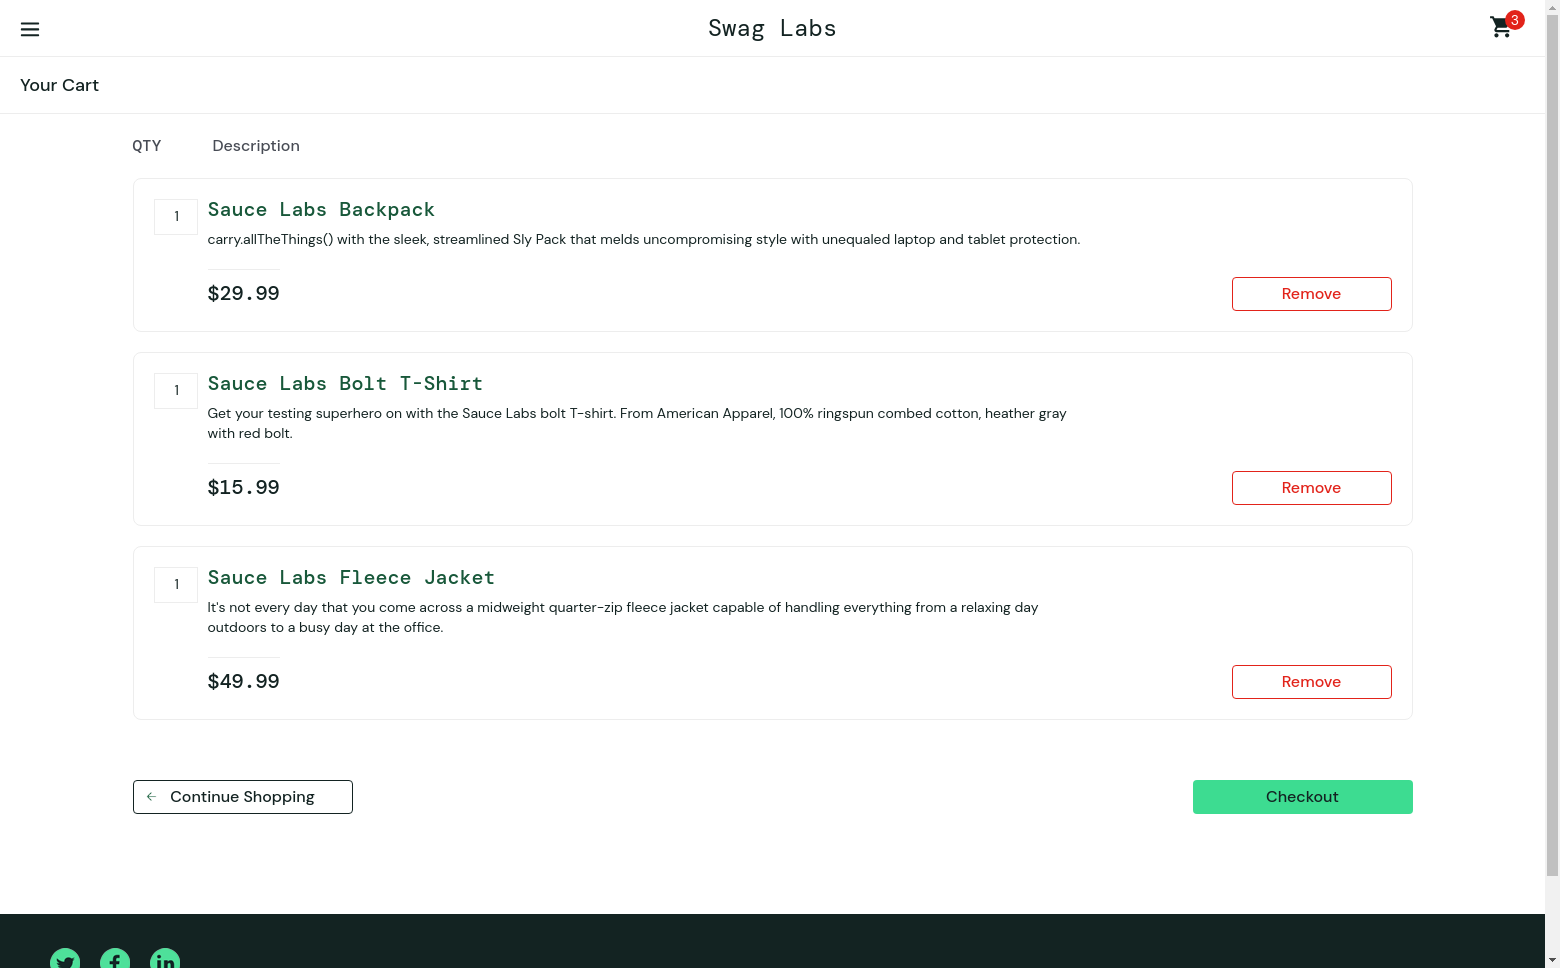 Swag Labs
3
Your Cart
QTY Description
1
Sauce Labs Backpack
carry.allTheThings() with the sleek, streamlined Sly Pack that melds uncompromising style with unequaled laptop and tablet protection.
$29.99
Remove
1
Sauce Labs Bolt T-Shirt
Get your testing superhero on with the Sauce Labs bolt T-shirt. From American Apparel, 100% ringspun combed cotton, heather gray
with red bolt.
$15.99
Remove
1
Sauce Labs Fleece Jacket
It's not every day that you come across a midweight quarter-zip fleece jacket capable of handling everything from a relaxing day
outdoors to a busy day at the office.
$49.99
Remove
Continue Shopping
Checkout